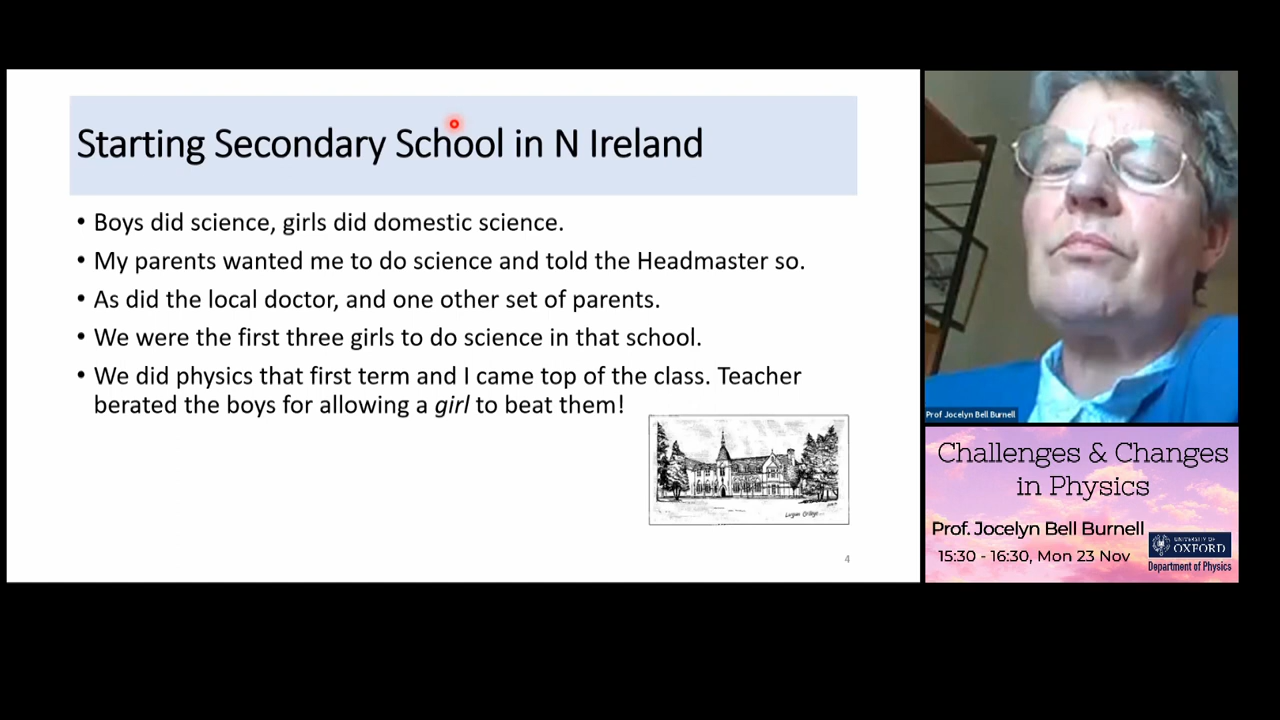 Starting Secondary School in N Ireland
• Boys did science, girls did domestic science.
• My parents wanted me to do science and told the Headmaster so.
• As did the local doctor, and one other set of parents.
• We were the first three girls to do science in that school.
• We did physics that first term and I came top of the class. Teacher
berated the boys for allowing a girl to beat them!
Lurgan College
4
Prof Jocelyn Bell Burnell
Challenges & Changes
in Physics
Prof. Jocelyn Bell Burnell
15:30 - 16:30, Mon 23 Nov
UNIVERSITY OF
OXFORD
Department of Physics